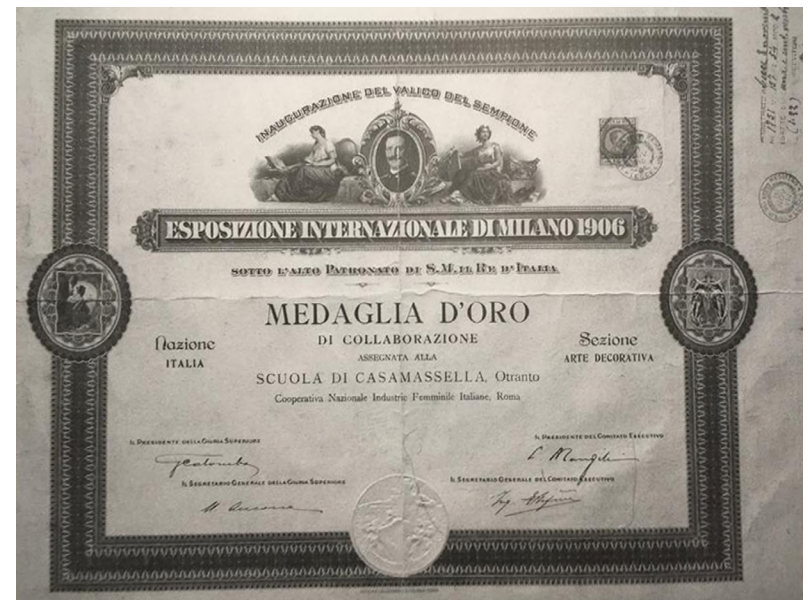 INAUGURAZIONE DEL VALICO DEL SEMPIONE
ESPOSIZIONE INTERNAZIONALE DI MILANO 1906
SOTTO L'ALTO PATRONATO DI S.M. IL RE D'ITALIA
MEDAGLIA D'ORO
DI COLLABORAZIONE
ASSEGNATA ALLA
Nazione
ITALIA
Sezione
ARTE DECORATIVA
SCUOLA DI CASAMASSELLA, Otranto
Cooperativa Nazionale Industrie Femminile Italiane, Roma
IL PRESIDENTE DELLA GIURIA SUPERIORE
IL PRESIDENTE DEL COMITATO ESECUTIVO
IL SEGRETARIO GENERALE DELLA GIURIA SUPERIORE
IL SEGRETARIO GENERALE DEL COMITATO ESECUTIVO